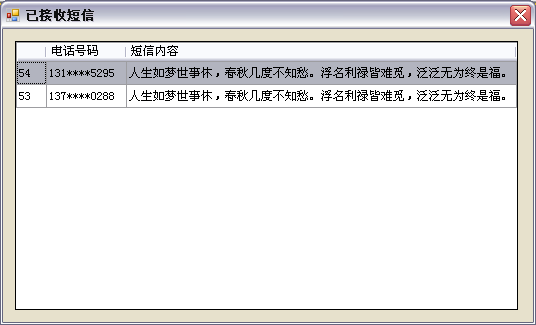 已接收短信
电话号码 短信内容
54 131****5295 人生如梦世事休，春秋几度不知愁。浮名利禄皆难觅，泛泛无为终是福。
53 137****0288 人生如梦世事休，春秋几度不知愁。浮名利禄皆难觅，泛泛无为终是福。